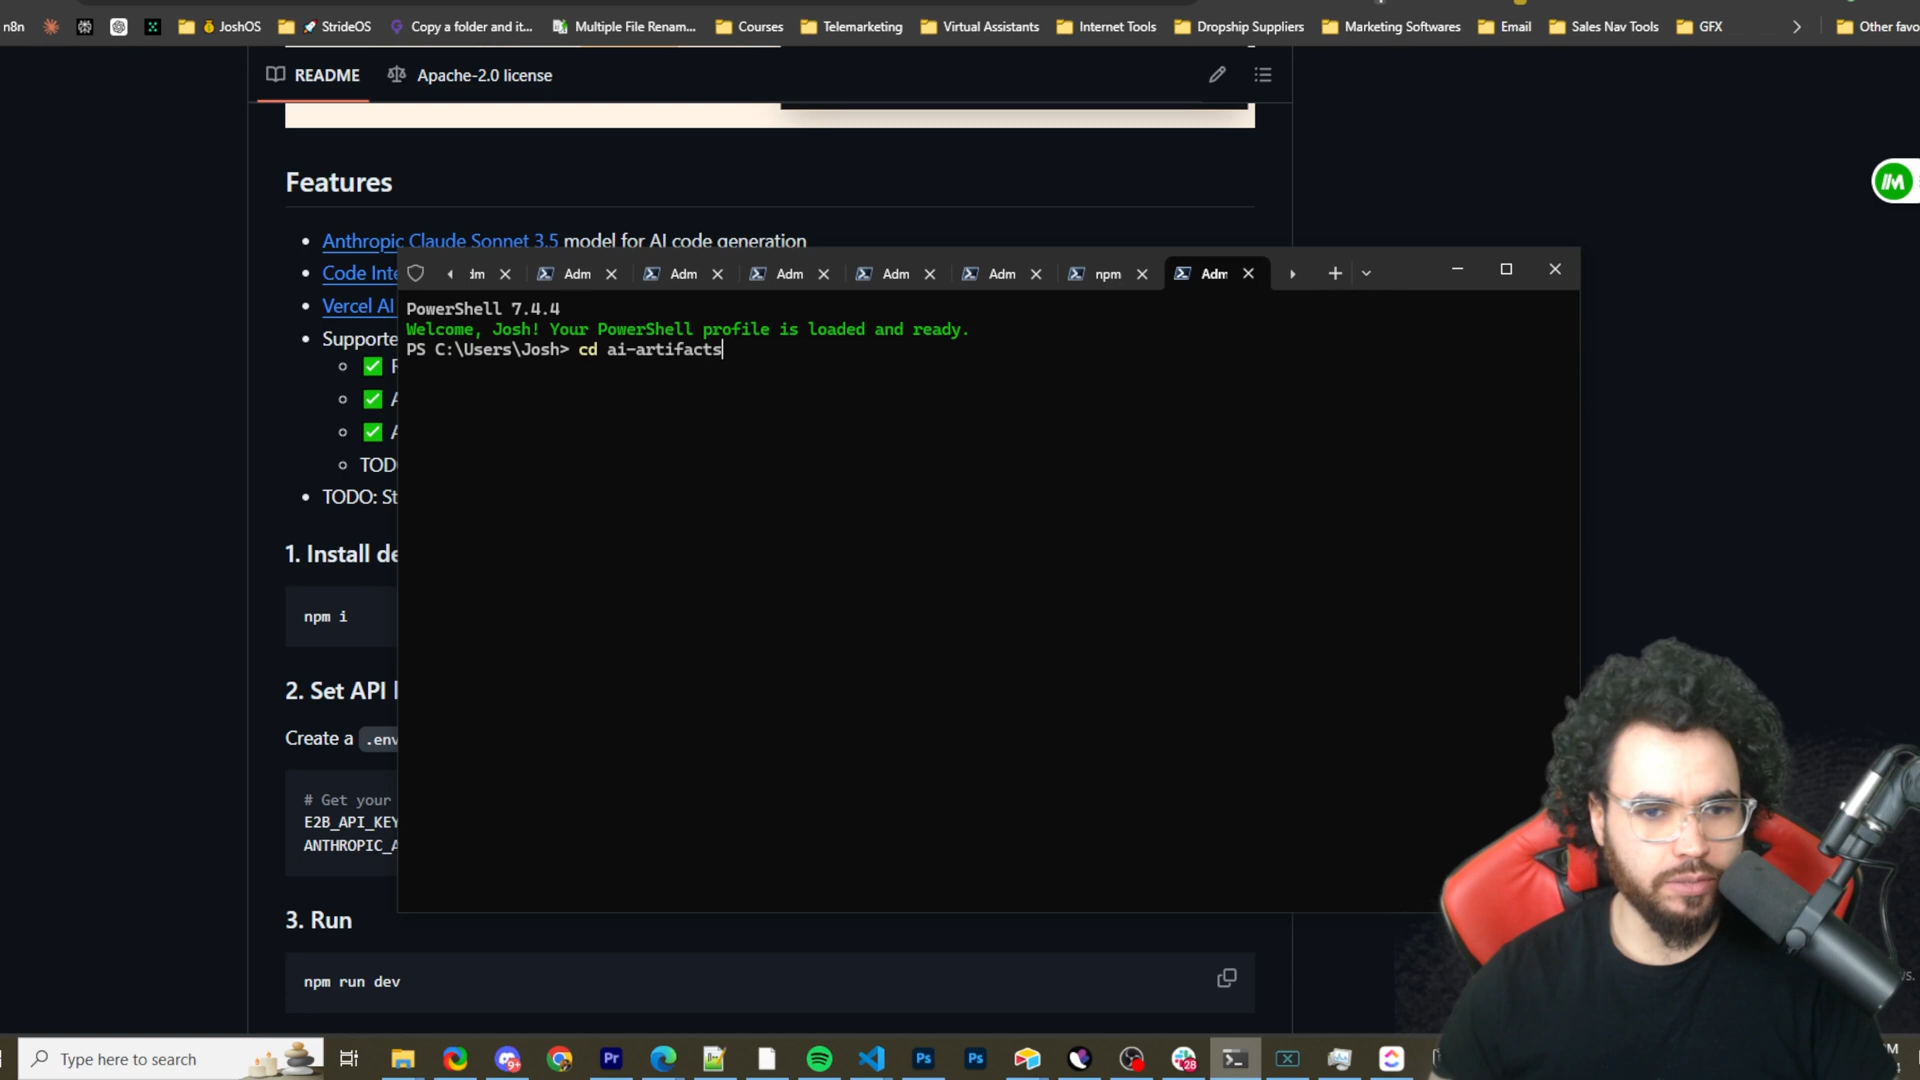 n8n
JoshOS
StrideOS
Copy a folder and it...
Multiple File Renam...
Courses
Telemarketing
Virtual Assistants
Internet Tools
Dropship Suppliers
Marketing Softwares
Email
Sales Nav Tools
GFX
Other favo
README
Apache-2.0 license
Features
Anthropic Claude Sonnet 3.5 model for AI code generation
Code Inte
Vercel AI
Supporte
TOD
TODO: St
1. Install de
npm i
2. Set API
Create a .env
# Get your
E2B_API_KEY
ANTHROPIC_A
3. Run
npm run dev
dm
Adm
Adm
Adm
Adm
Adm
npm
Adm
PowerShell 7.4.4
Welcome, Josh! Your PowerShell profile is loaded and ready.
PS C:\Users\Josh> cd ai-artifacts
Type here to search
Pr
Ps
Ps
28